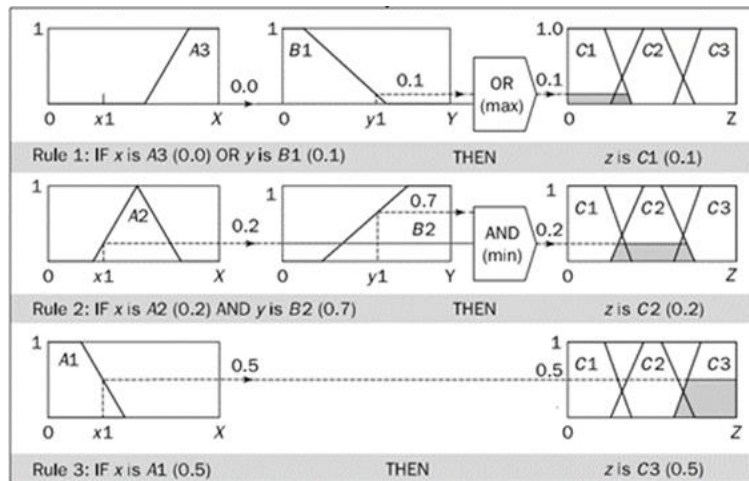 1 A3 1 B1 1.0 C1 C2 C3
0.0 0.1 OR (max) 0.1
0 x1 X 0 y1 Y 0 Z
Rule 1: IF x is A3 (0.0) OR y is B1 (0.1) THEN z is C1 (0.1)
1 A2 1 0.7 1 C1 C2 C3
0.2 B2 AND (min) 0.2
0 x1 X 0 y1 Y 0 Z
Rule 2: IF x is A2 (0.2) AND y is B2 (0.7) THEN z is C2 (0.2)
1 A1 1 C1 C2 C3
0.5 0.5
0 x1 X 0 Z
Rule 3: IF x is A1 (0.5) THEN z is C3 (0.5)